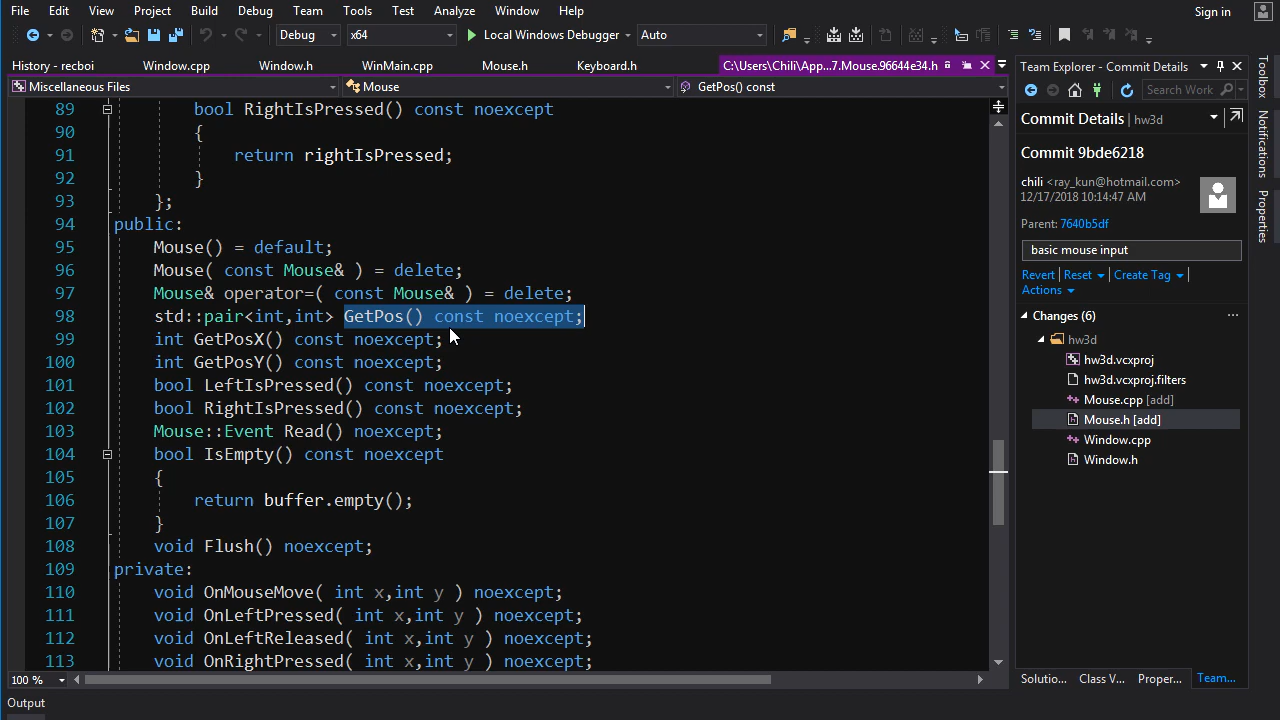 File Edit View Project Build Debug Team Tools Test Analyze Window Help Sign in
Debug x64 Local Windows Debugger Auto
History - recboi Window.cpp Window.h WinMain.cpp Mouse.h Keyboard.h C:\Users\Chili\App...7.Mouse.96644e34.h
Miscellaneous Files Mouse GetPos() const
89 bool RightIsPressed() const noexcept
90 {
91 return rightIsPressed;
92 }
93 };
94 public:
95 Mouse() = default;
96 Mouse( const Mouse& ) = delete;
97 Mouse& operator=( const Mouse& ) = delete;
98 std::pair<int,int> GetPos() const noexcept;
99 int GetPosX() const noexcept;
100 int GetPosY() const noexcept;
101 bool LeftIsPressed() const noexcept;
102 bool RightIsPressed() const noexcept;
103 Mouse::Event Read() noexcept;
104 bool IsEmpty() const noexcept
105 {
106 return buffer.empty();
107 }
108 void Flush() noexcept;
109 private:
110 void OnMouseMove( int x,int y ) noexcept;
111 void OnLeftPressed( int x,int y ) noexcept;
112 void OnLeftReleased( int x,int y ) noexcept;
113 void OnRightPressed( int x,int y ) noexcept;
100 %
Output
Team Explorer - Commit Details
Search Work
Commit Details | hw3d
Commit 9bde6218
chili <ray_kun@hotmail.com>
12/17/2018 10:14:47 AM
Parent: 7640b5df
basic mouse input
Revert Reset Create Tag
Actions
Changes (6)
hw3d
hw3d.vcxproj
hw3d.vcxproj.filters
Mouse.cpp [add]
Mouse.h [add]
Window.cpp
Window.h
Solutio... Class V... Proper... Team...
Toolbox
Notifications
Properties